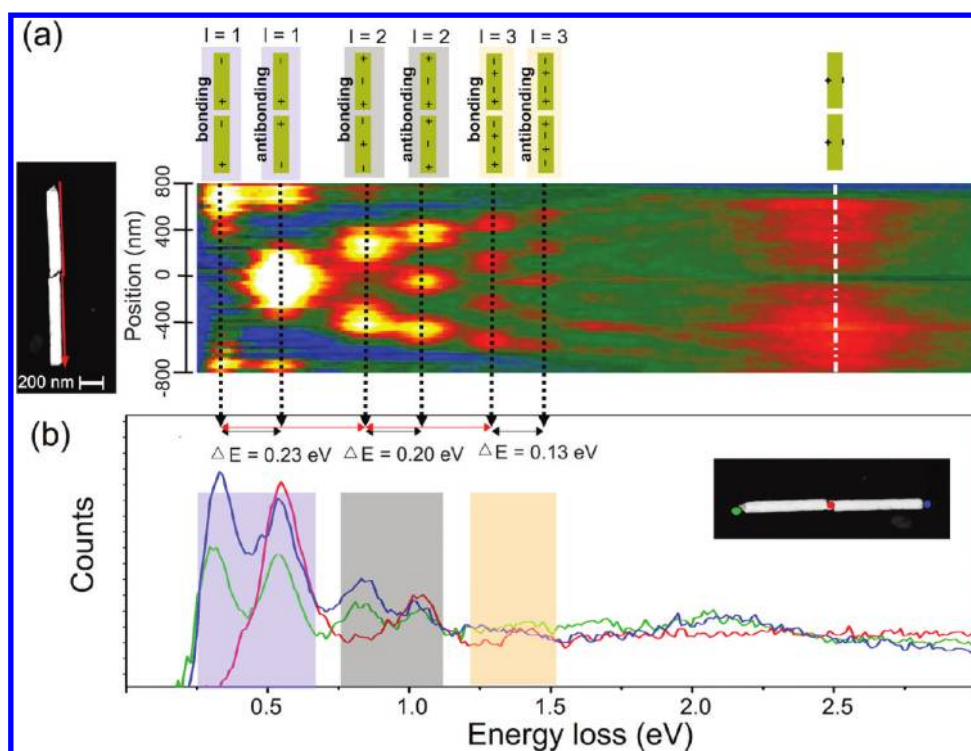 (a)
l = 1 l = 1 l = 2 l = 2 l = 3 l = 3
bonding
antibonding
bonding
antibonding
bonding
antibonding
- - + + - +
- -
+ +
+ + - - + -
- + + - + -
+ -
+ -
+ - + + - +
Position (nm)
800
400
0
-400
-800
200 nm
(b)
△ E = 0.23 eV △ E = 0.20 eV △ E = 0.13 eV
Counts
0.5 1.0 1.5 2.0 2.5
Energy loss (eV)